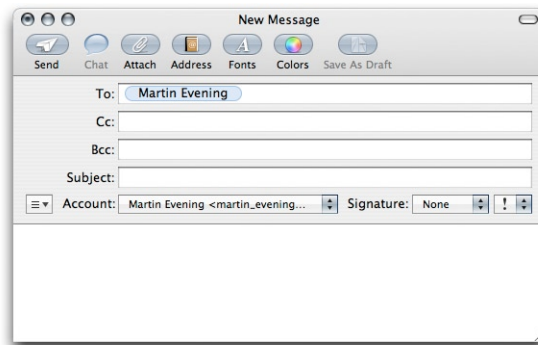 New Message
Send Chat Attach Address Fonts Colors Save As Draft
To: Martin Evening
Cc:
Bcc:
Subject:
Account: Martin Evening <martin_evening... Signature: None !